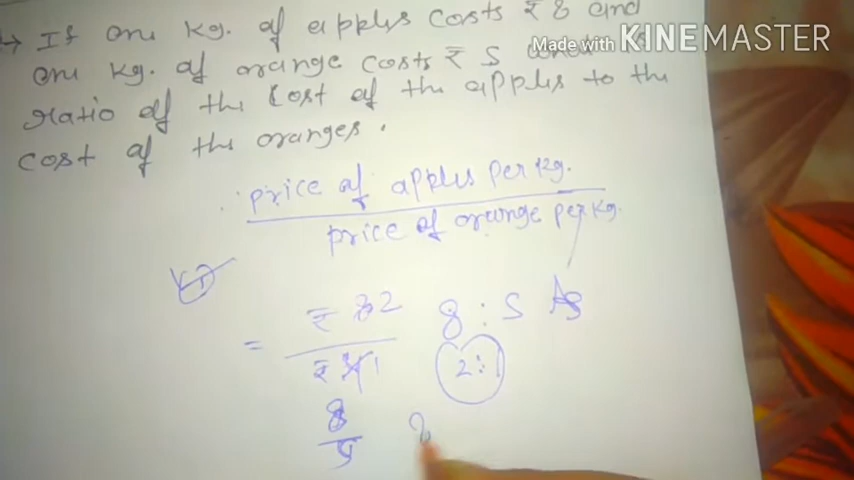 → If one kg. of apples costs ₹ 8 and
Made with KINEMASTER
one kg. of orange costs ₹ 5
ratio of the cost of the apples to the
cost of the oranges.
price of apples per kg.
price of orange per kg.
= ₹ 82 8 : 5 As
₹ 1 2:1
8
5